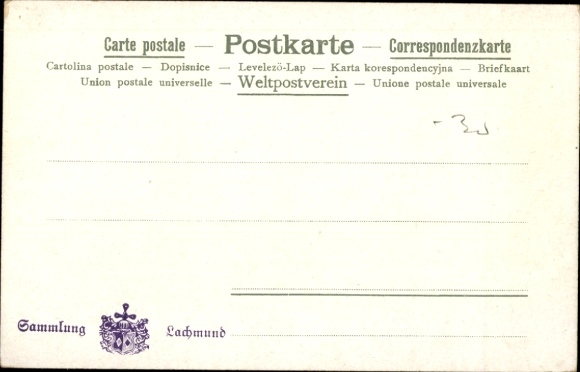 Carte postale — Postkarte — Correspondenzkarte
Cartolina postale — Dopisnice — Levelező-Lap — Karta korespondencyjna — Briefkaart
Union postale universelle — Weltpostverein — Unione postale universale
Sammlung Lachmund